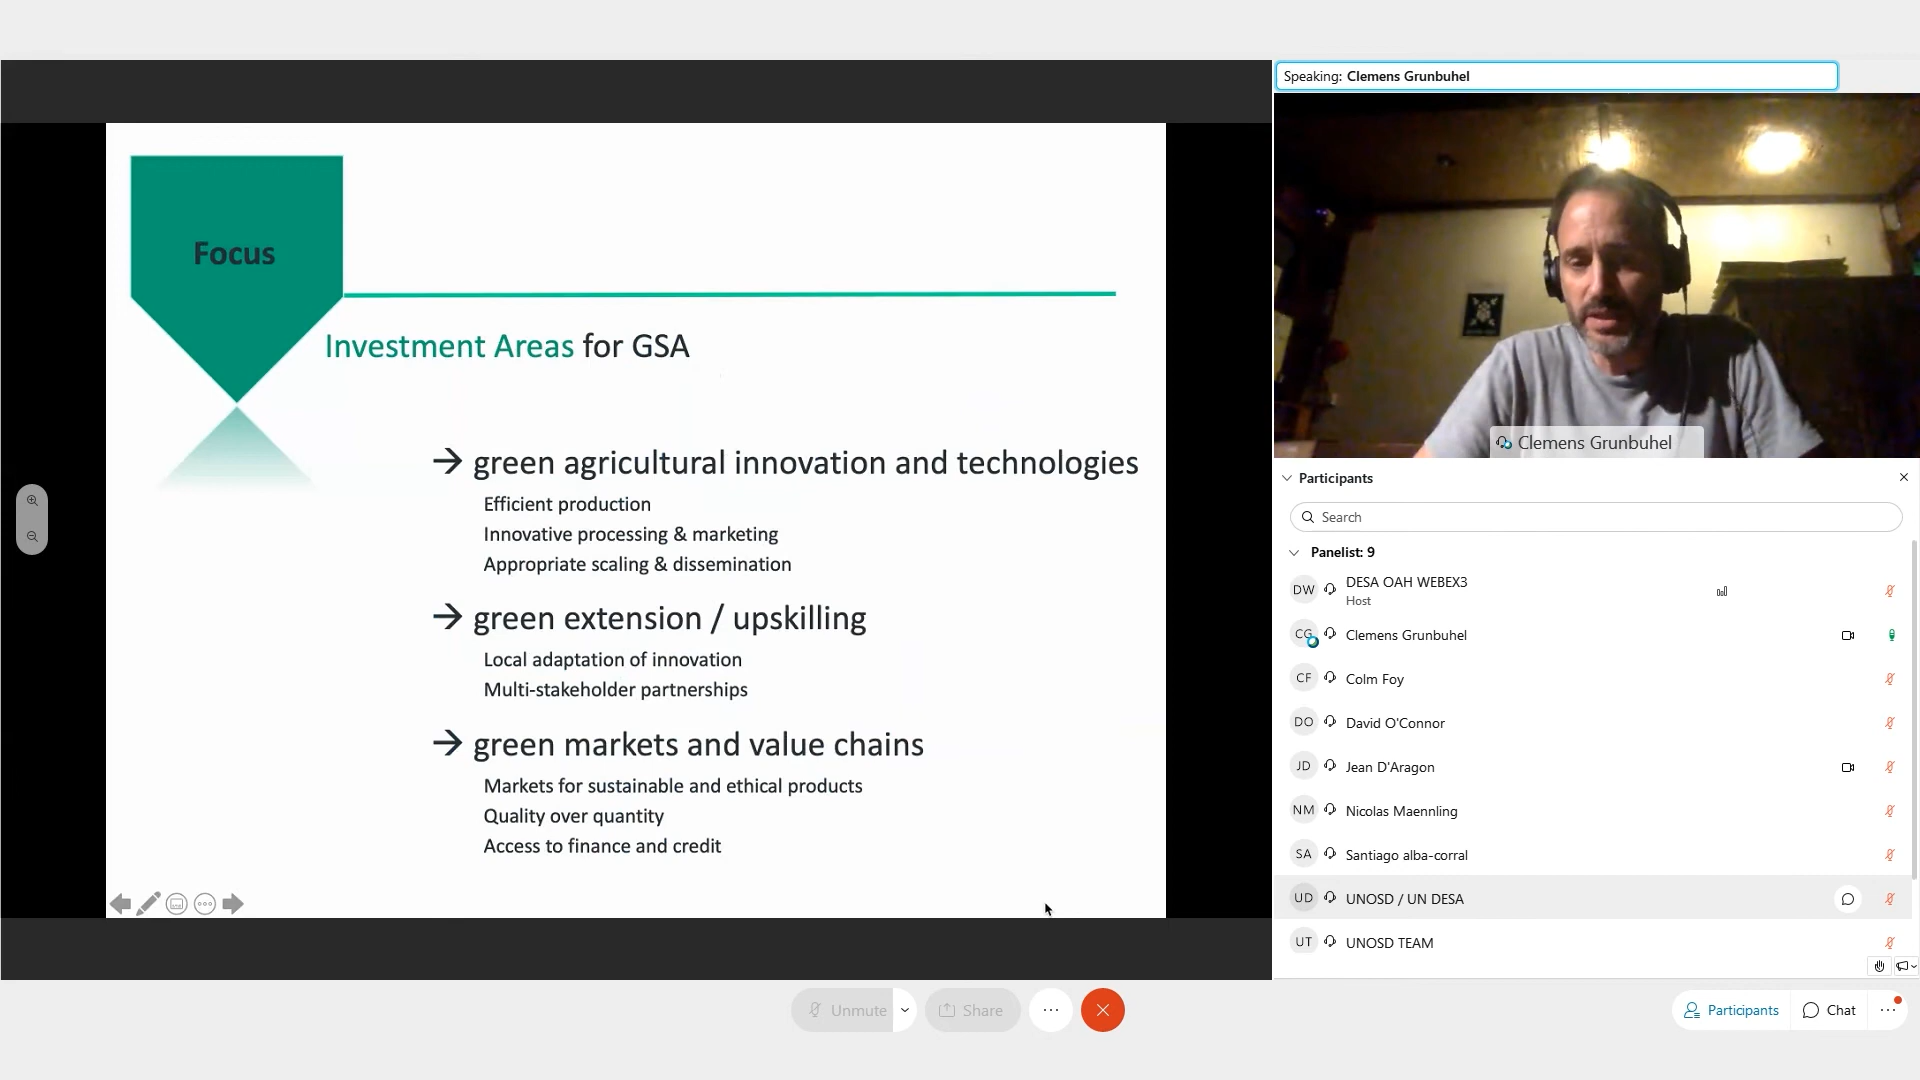 Speaking: Clemens Grunbuhel
Focus
Investment Areas for GSA
→ green agricultural innovation and technologies
Efficient production
Innovative processing & marketing
Appropriate scaling & dissemination
→ green extension / upskilling
Local adaptation of innovation
Multi-stakeholder partnerships
→ green markets and value chains
Markets for sustainable and ethical products
Quality over quantity
Access to finance and credit
Clemens Grunbuhel
Participants
Search
Panelist: 9
DW DESA OAH WEBEX3
Host
CG Clemens Grunbuhel
CF Colm Foy
DO David O'Connor
JD Jean D'Aragon
NM Nicolas Maennling
SA Santiago alba-corral
UD UNOSD / UN DESA
UT UNOSD TEAM
Unmute
Share
Participants
Chat